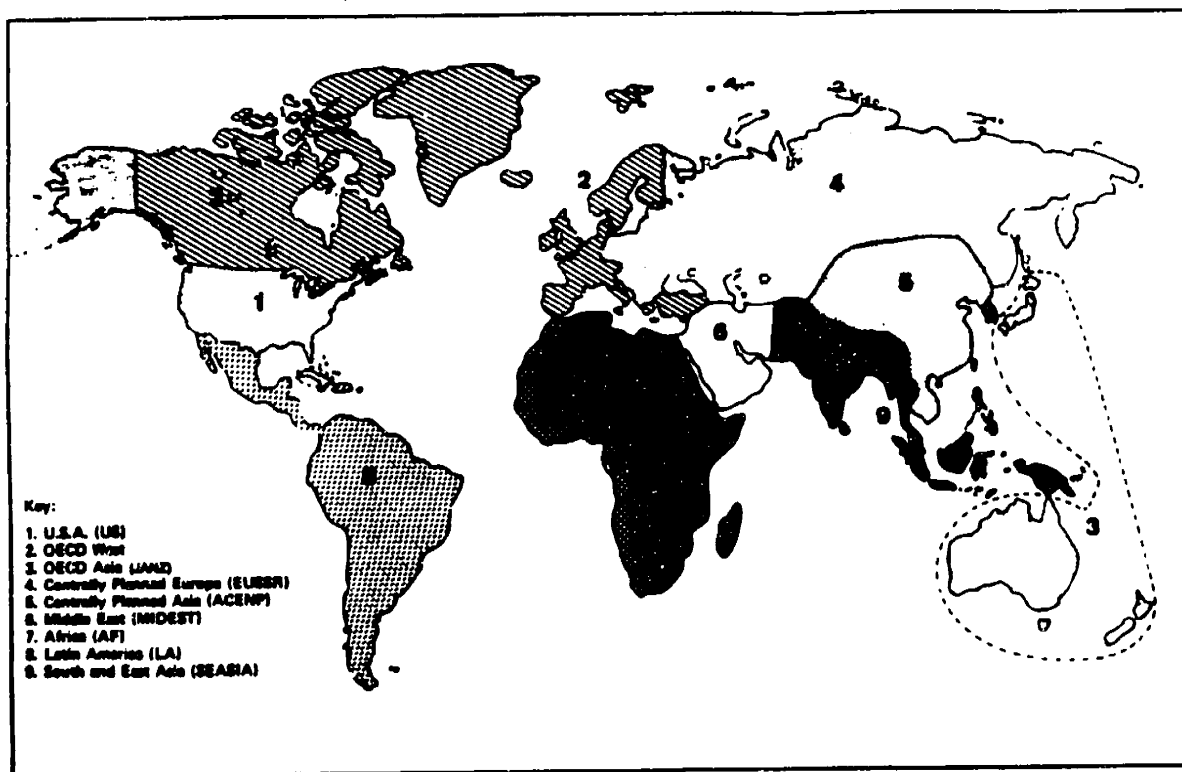 2
4
1
5
6
9
8
3
Key:
1. U.S.A. (US)
2. OECD West
3. OECD Asia (JANZ)
4. Centrally Planned Europe (EUSSR)
5. Centrally Planned Asia (ACENP)
6. Middle East (MIDEST)
7. Africa (AF)
8. Latin America (LA)
9. South and East Asia (SEASIA)